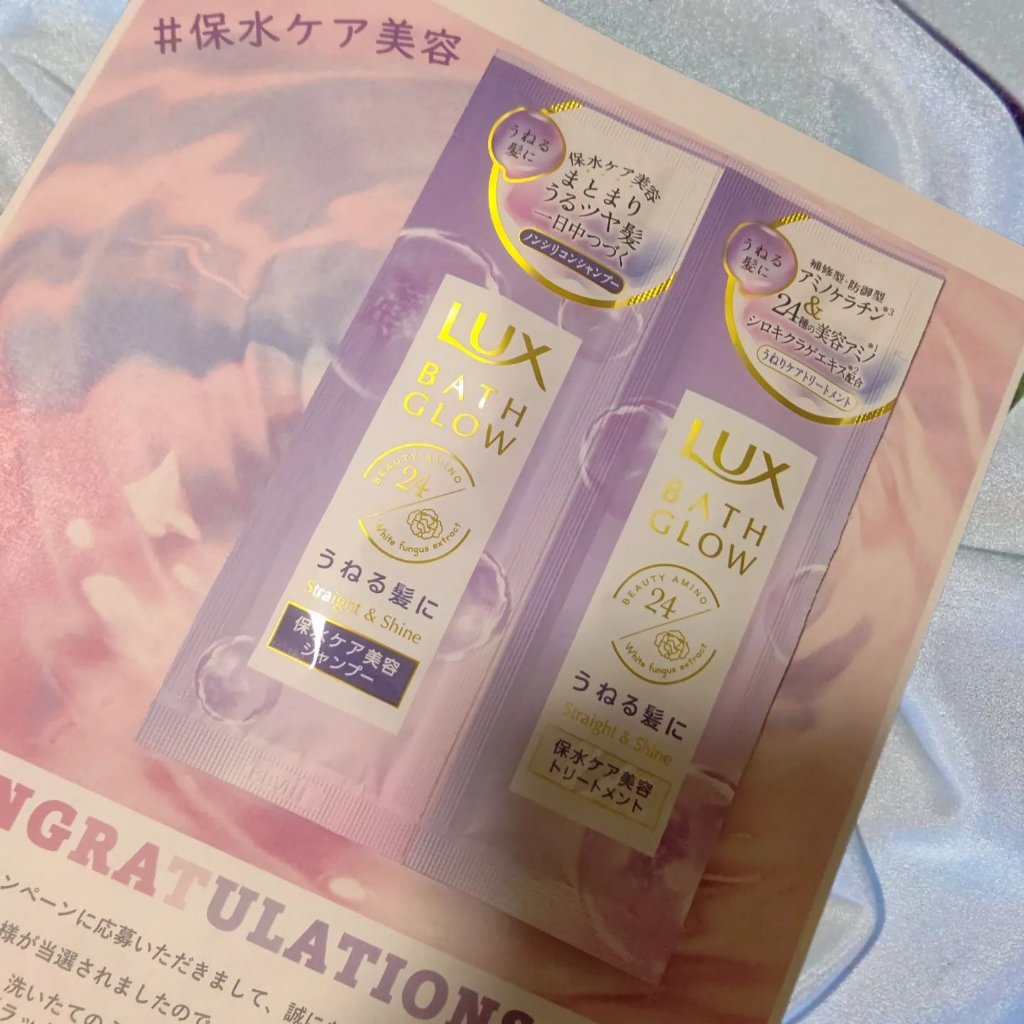 #保水ケア美容
うねる
髪に
保水ケア美容
まとまり
うるツヤ髪
一日中つづく
ノンシリコンシャンプー
LUX
BATH
GLOW
BEAUTY AMINO
24
White fungus extract
うねる髪に
Straight & Shine
保水ケア美容
シャンプー
うねる
髪に
補修型・防御型
アミノケラチン※3
&
24種の美容アミノ※1
シロキクラゲエキス※2配合
うねりケアトリートメント
LUX
BATH
GLOW
BEAUTY AMINO
24
White fungus extract
うねる髪に
Straight & Shine
保水ケア美容
トリートメント
NGRATULATIONS
ンペーンに応募いただきまして、誠に
様が当選されましたので
洗いたての